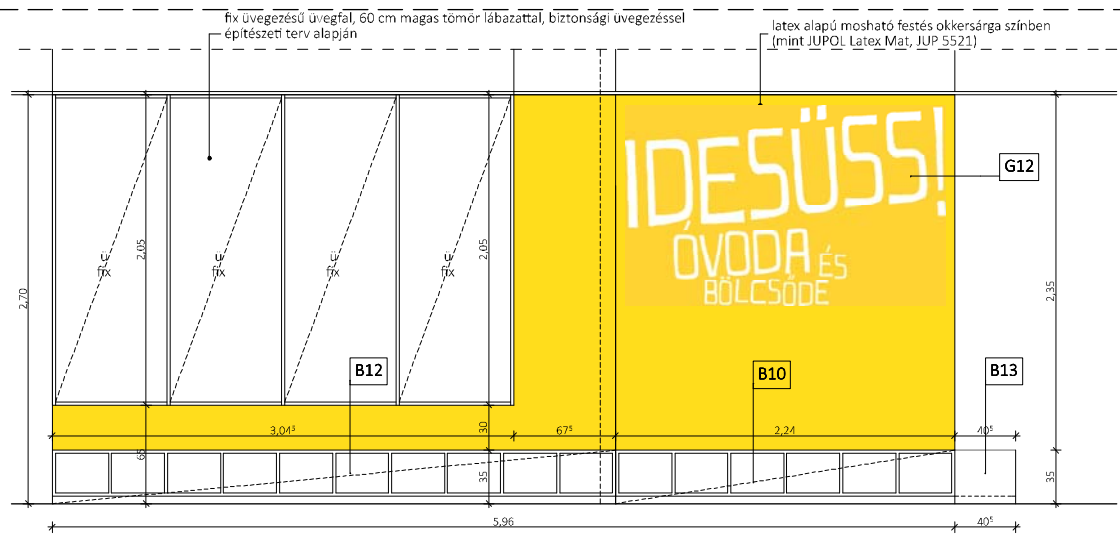 fix üvegezésű üvegfal, 60 cm magas tömör lábazattal, biztonsági üvegezéssel
építészeti terv alapján
latex alapú mosható festés okkersárga színben
(mint JUPOL Latex Mat, JUP 5521)
IDESÜSS!
ÓVODA ÉS
BÖLCSŐDE
G12
ü
fix
ü
fix
ü
fix
ü
fix
2,05
2,05
2,70
2,35
B12
B10
B13
3,04⁵
30
67⁵
2,24
40⁵
65
35
35
5,96
40⁵